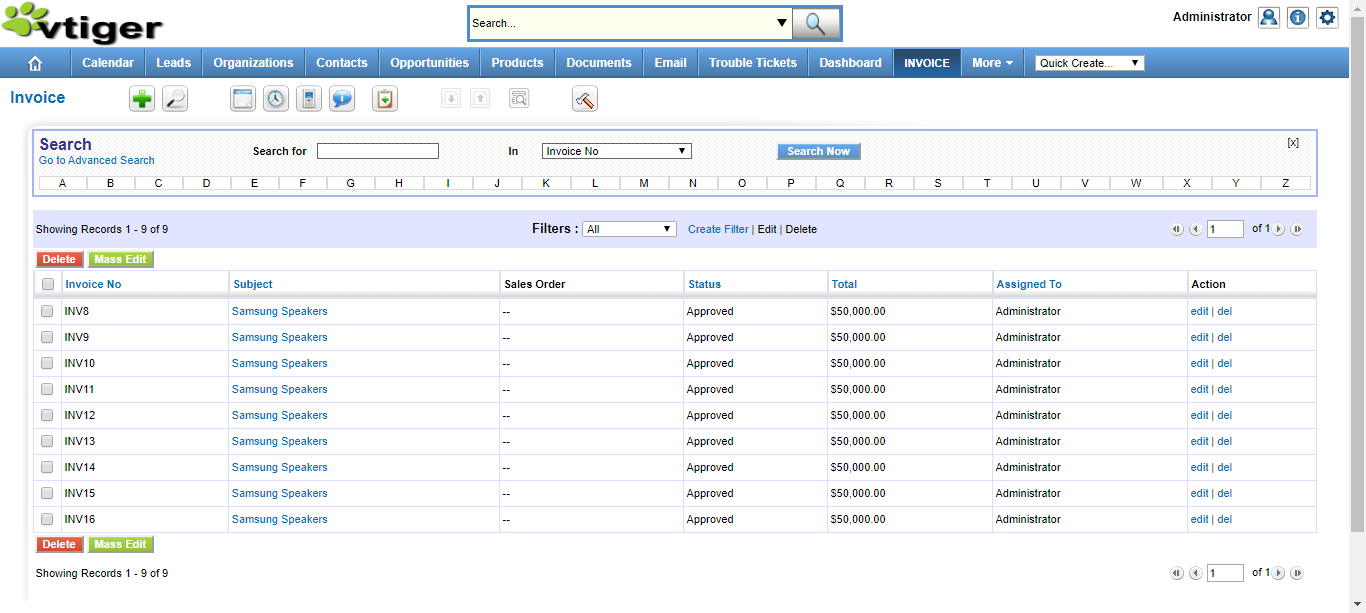 vtiger
Search...
Administrator
Calendar Leads Organizations Contacts Opportunities Products Documents Email Trouble Tickets Dashboard INVOICE More Quick Create...
Invoice
Search
Go to Advanced Search
Search for In Invoice No Search Now [x]
A B C D E F G H I J K L M N O P Q R S T U V W X Y Z
Showing Records 1 - 9 of 9 Filters : All Create Filter | Edit | Delete 1 of 1
Delete Mass Edit
Invoice No Subject Sales Order Status Total Assigned To Action
INV8 Samsung Speakers -- Approved $50,000.00 Administrator edit | del
INV9 Samsung Speakers -- Approved $50,000.00 Administrator edit | del
INV10 Samsung Speakers -- Approved $50,000.00 Administrator edit | del
INV11 Samsung Speakers -- Approved $50,000.00 Administrator edit | del
INV12 Samsung Speakers -- Approved $50,000.00 Administrator edit | del
INV13 Samsung Speakers -- Approved $50,000.00 Administrator edit | del
INV14 Samsung Speakers -- Approved $50,000.00 Administrator edit | del
INV15 Samsung Speakers -- Approved $50,000.00 Administrator edit | del
INV16 Samsung Speakers -- Approved $50,000.00 Administrator edit | del
Delete Mass Edit
Showing Records 1 - 9 of 9 1 of 1